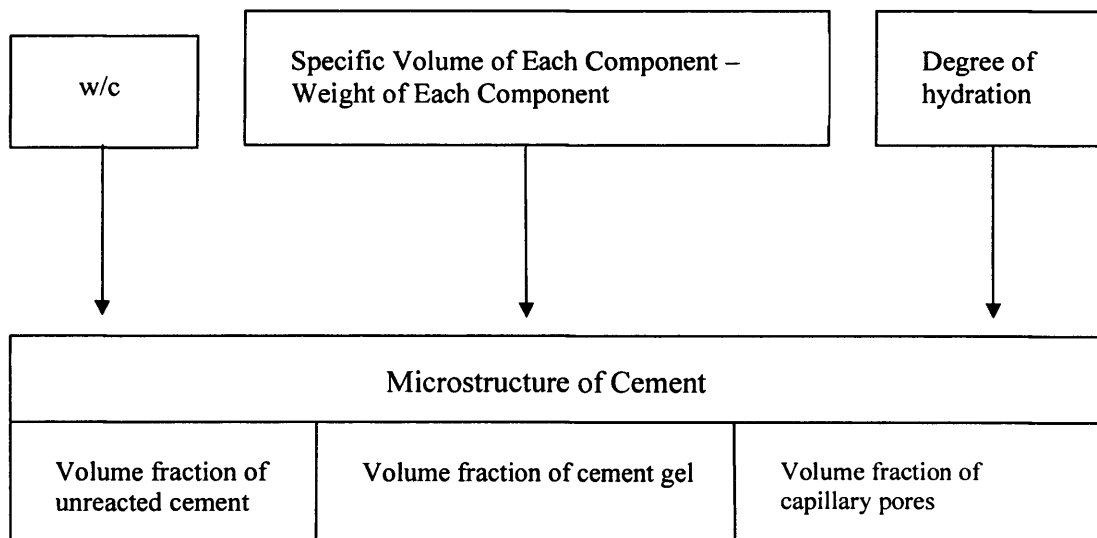 w/c
Specific Volume of Each Component –
Weight of Each Component
Degree of
hydration
Microstructure of Cement
Volume fraction of
unreacted cement
Volume fraction of cement gel
Volume fraction of
capillary pores